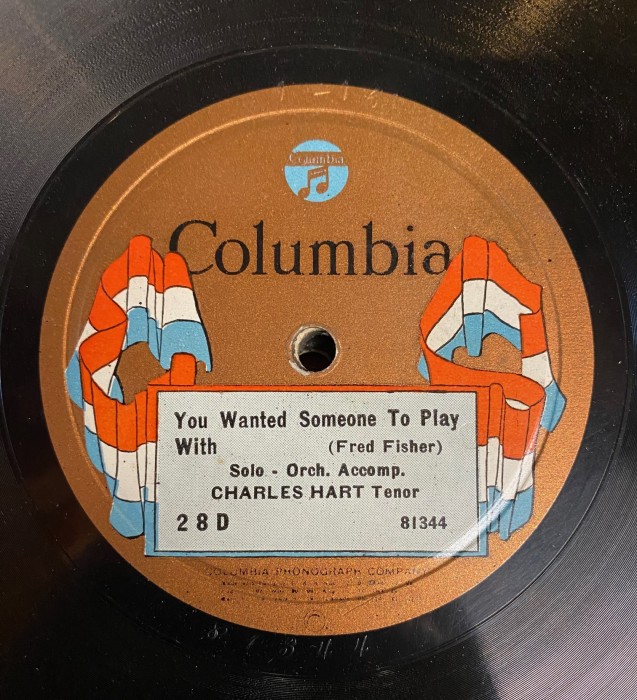 Columbia
Columbia
You Wanted Someone To Play
With (Fred Fisher)
Solo - Orch. Accomp.
CHARLES HART Tenor
28D 81344
COLUMBIA PHONOGRAPH COMPANY